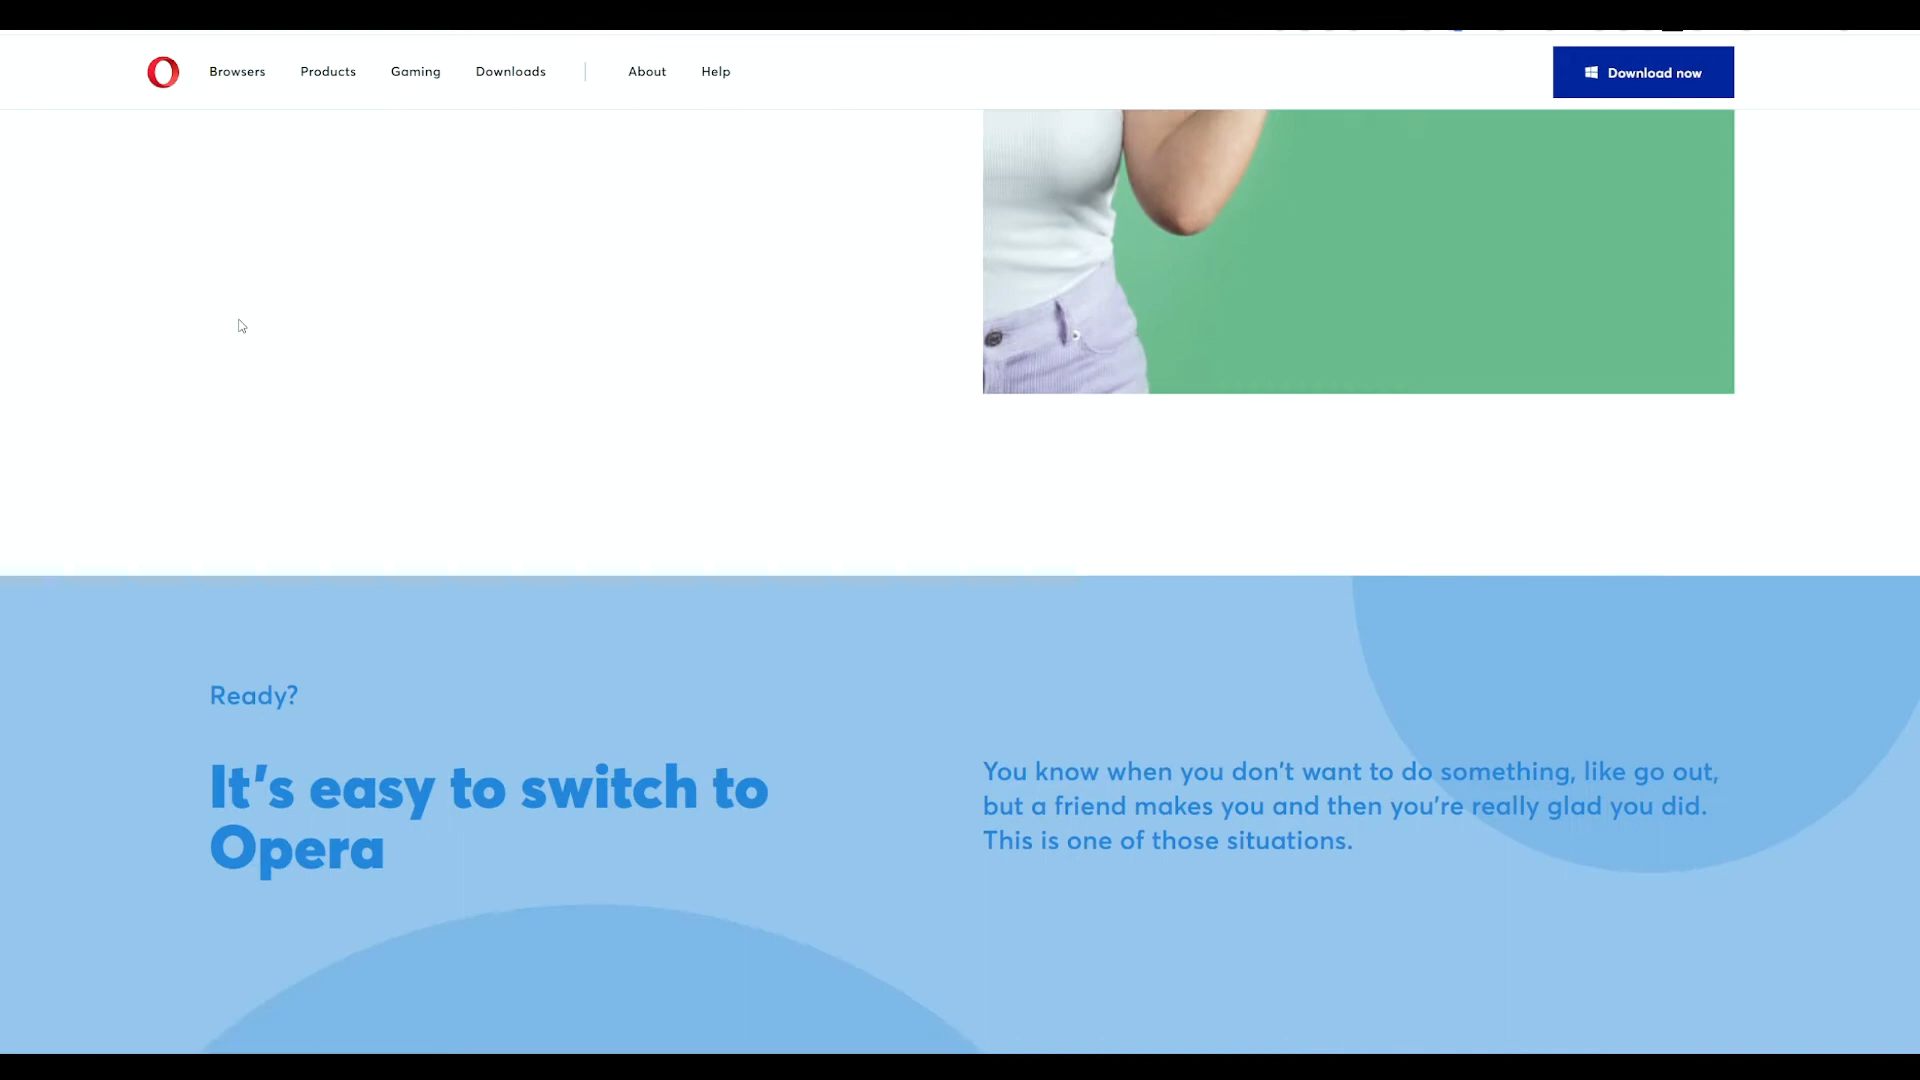 Browsers Products Gaming Downloads About Help Download now
Ready?
It's easy to switch to
Opera
You know when you don't want to do something, like go out,
but a friend makes you and then you're really glad you did.
This is one of those situations.